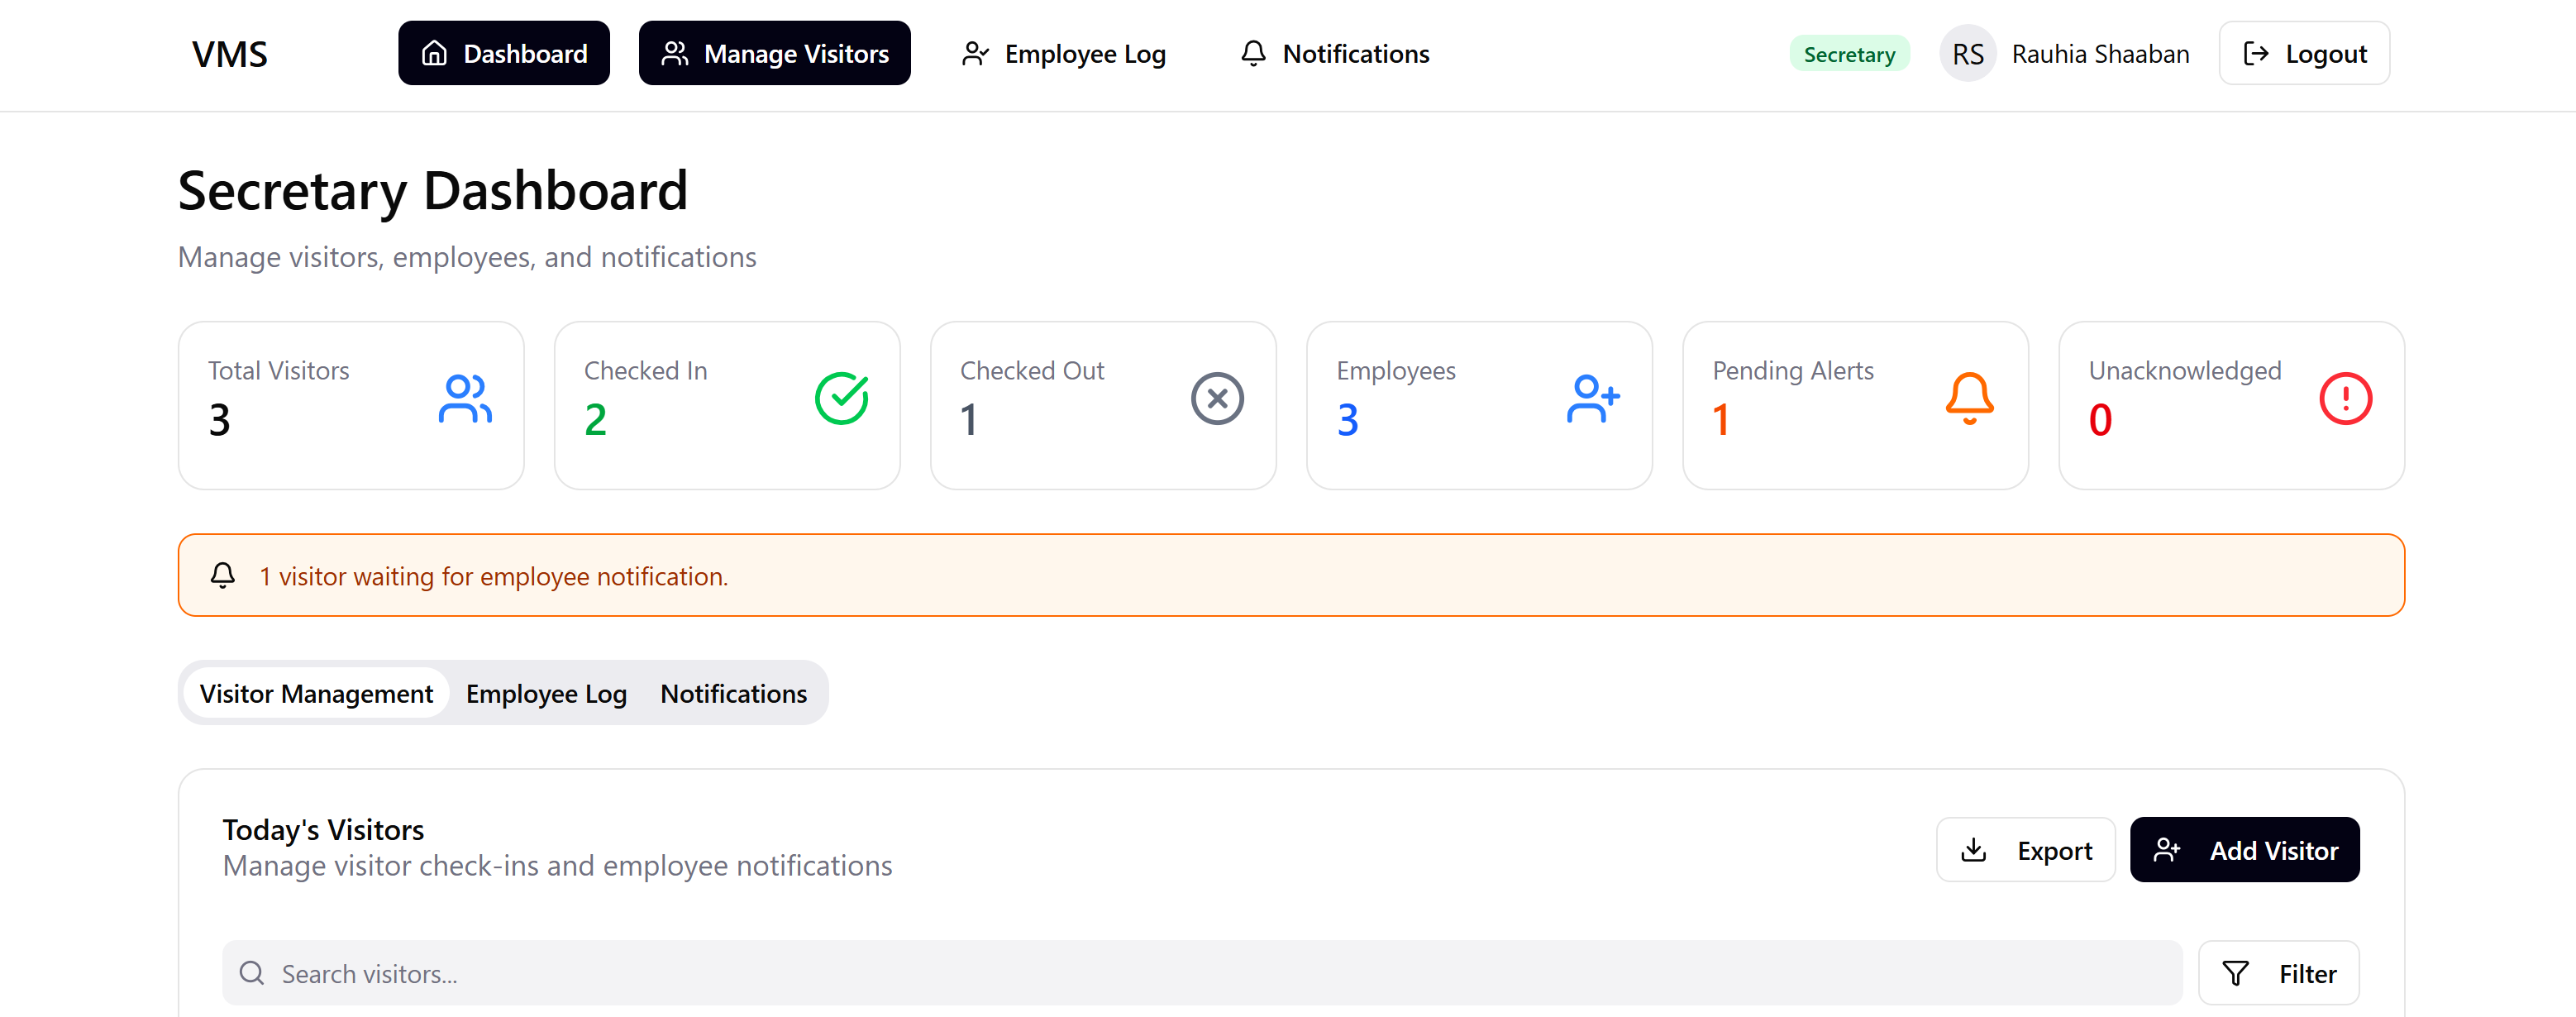 VMS
Dashboard
Manage Visitors
Employee Log
Notifications
Secretary
RS
Rauhia Shaaban
Logout
Secretary Dashboard
Manage visitors, employees, and notifications
Total Visitors
3
Checked In
2
Checked Out
1
Employees
3
Pending Alerts
1
Unacknowledged
0
1 visitor waiting for employee notification.
Visitor Management
Employee Log
Notifications
Today's Visitors
Manage visitor check-ins and employee notifications
Export
Add Visitor
Search visitors...
Filter